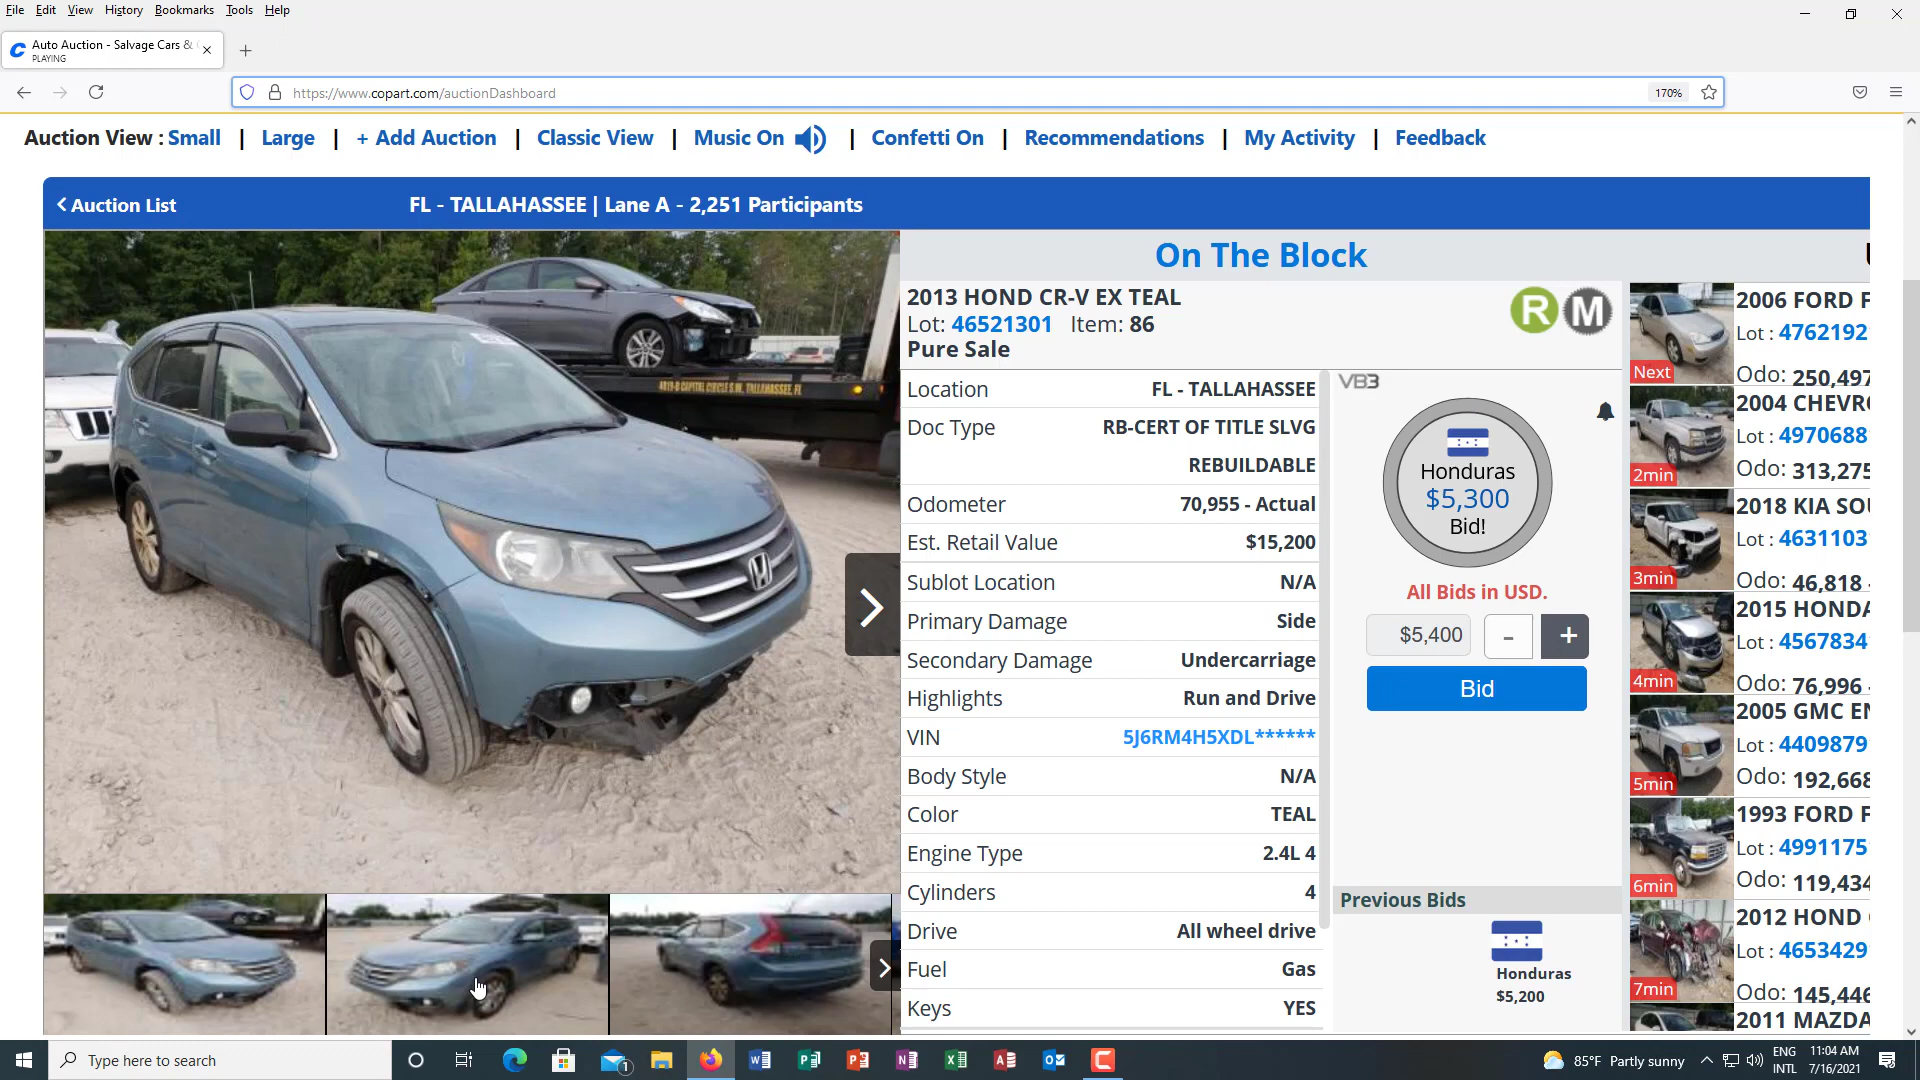 File Edit View History Bookmarks Tools Help
Auto Auction - Salvage Cars &
PLAYING
https://www.copart.com/auctionDashboard
170%
Auction View : Small | Large | + Add Auction | Classic View | Music On | Confetti On | Recommendations | My Activity | Feedback
Auction List
FL - TALLAHASSEE | Lane A - 2,251 Participants
4019-B CAPITAL CIRCLE S.W. TALLAHASSEE, FL
On The Block
2013 HOND CR-V EX TEAL
Lot: 46521301 Item: 86
Pure Sale
R M
Location FL - TALLAHASSEE
Doc Type RB-CERT OF TITLE SLVG
REBUILDABLE
Odometer 70,955 - Actual
Est. Retail Value $15,200
Sublot Location N/A
Primary Damage Side
Secondary Damage Undercarriage
Highlights Run and Drive
VIN 5J6RM4H5XDL******
Body Style N/A
Color TEAL
Engine Type 2.4L 4
Cylinders 4
Drive All wheel drive
Fuel Gas
Keys YES
VB3
Honduras
$5,300
Bid!
All Bids in USD.
$5,400 - +
Bid
Previous Bids
Honduras
$5,200
2006 FORD F
Lot : 4762192
Next
Odo: 250,497
2004 CHEVR
Lot : 4970688
2min
Odo: 313,275
2018 KIA SO
Lot : 4631103
3min
Odo: 46,818 -
2015 HONDA
Lot : 4567834
4min
Odo: 76,996 -
2005 GMC EN
Lot : 4409879
5min
Odo: 192,668
1993 FORD F
Lot : 4991175
6min
Odo: 119,434
2012 HOND
Lot : 4653429
7min
Odo: 145,446
2011 MAZDA
Type here to search
1
85°F Partly sunny
ENG
INTL
11:04 AM
7/16/2021